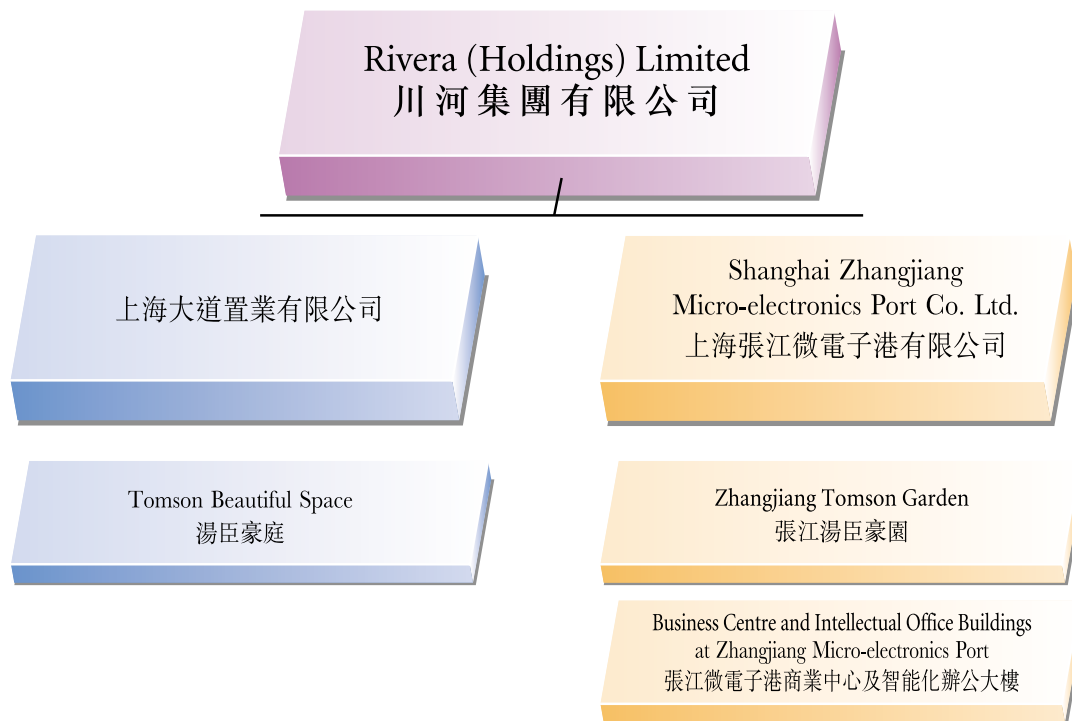 Rivera (Holdings) Limited
川河集團有限公司
上海大道置業有限公司
Shanghai Zhangjiang
Micro-electronics Port Co. Ltd.
上海張江微電子港有限公司
Tomson Beautiful Space
湯臣豪庭
Zhangjiang Tomson Garden
張江湯臣豪園
Business Centre and Intellectual Office Buildings
at Zhangjiang Micro-electronics Port
張江微電子港商業中心及智能化辦公大樓